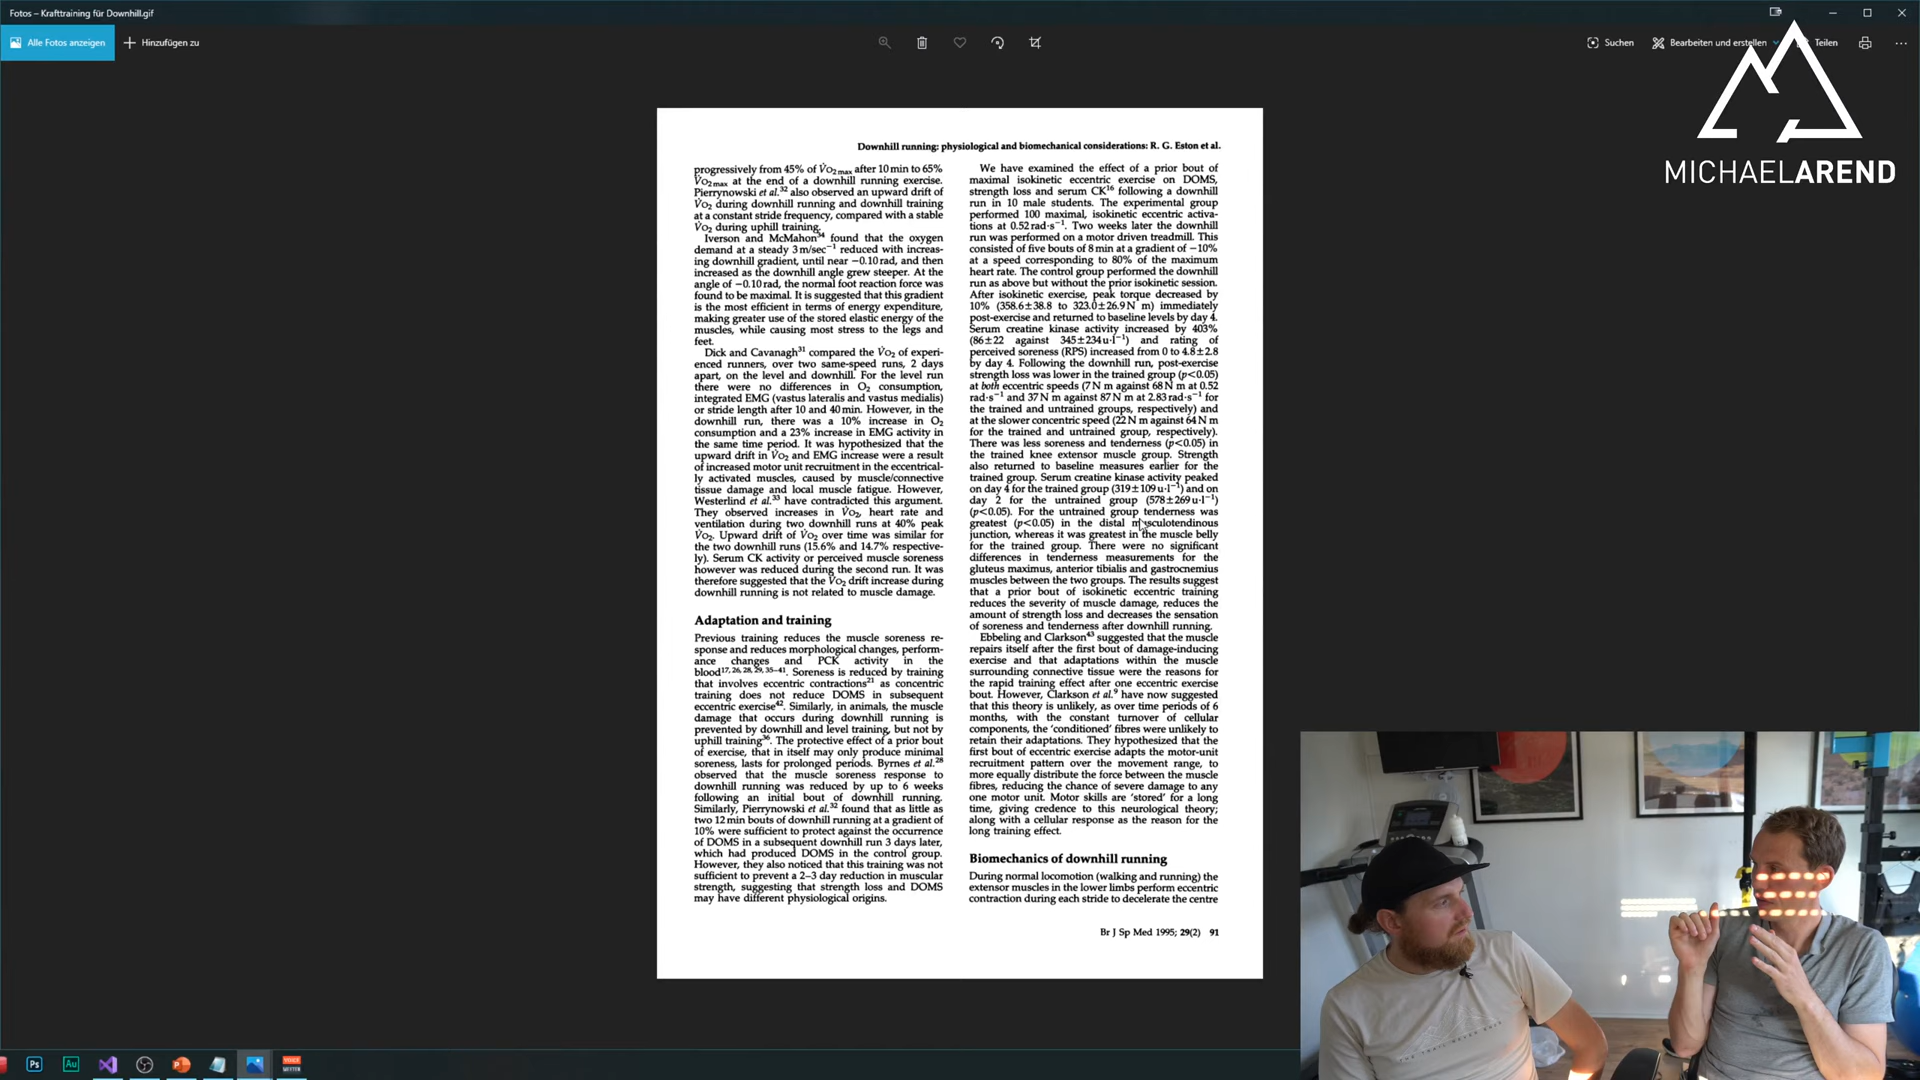 Fotos – Krafttraining für Downhill.gif
Alle Fotos anzeigen
Hinzufügen zu
Suchen
Bearbeiten und erstellen
Teilen
MICHAELAREND
Downhill running: physiological and biomechanical considerations: R. G. Eston et al.
progressively from 45% of V̇O2max after 10 min to 65%
V̇O2max at the end of a downhill running exercise.
Pierrynowski et al.32 also observed an upward drift of
V̇O2 during downhill running and downhill training
at a constant stride frequency, compared with a stable
V̇O2 during uphill training.
Iverson and McMahon34 found that the oxygen
demand at a steady 3 m/sec−1 reduced with increas-
ing downhill gradient, until near −0.10 rad, and then
increased as the downhill angle grew steeper. At the
angle of −0.10 rad, the normal foot reaction force was
found to be maximal. It is suggested that this gradient
is the most efficient in terms of energy expenditure,
making greater use of the stored elastic energy of the
muscles, while causing most stress to the legs and
feet.
Dick and Cavanagh31 compared the V̇O2 of experi-
enced runners, over two same-speed runs, 2 days
apart, on the level and downhill. For the level run
there were no differences in O2 consumption,
integrated EMG (vastus lateralis and vastus medialis)
or stride length after 10 and 40 min. However, in the
downhill run, there was a 10% increase in O2
consumption and a 23% increase in EMG activity in
the same time period. It was hypothesized that the
upward drift in V̇O2 and EMG increase were a result
of increased motor unit recruitment in the eccentrical-
ly activated muscles, caused by muscle/connective
tissue damage and local muscle fatigue. However,
Westerlind et al.33 have contradicted this argument.
They observed increases in V̇O2, heart rate and
ventilation during two downhill runs at 40% peak
V̇O2. Upward drift of V̇O2 over time was similar for
the two downhill runs (15.6% and 14.7% respective-
ly). Serum CK activity or perceived muscle soreness
however was reduced during the second run. It was
therefore suggested that the V̇O2 drift increase during
downhill running is not related to muscle damage.
Adaptation and training
Previous training reduces the muscle soreness re-
sponse and reduces morphological changes, perform-
ance changes and PCK activity in the
blood17, 26, 28, 29, 35–41. Soreness is reduced by training
that involves eccentric contractions21 as concentric
training does not reduce DOMS in subsequent
eccentric exercise42. Similarly, in animals, the muscle
damage that occurs during downhill running is
prevented by downhill and level training, but not by
uphill training36. The protective effect of a prior bout
of exercise, that in itself may only produce minimal
soreness, lasts for prolonged periods. Byrnes et al.28
observed that the muscle soreness response to
downhill running was reduced by up to 6 weeks
following an initial bout of downhill running.
Similarly, Pierrynowski et al.32 found that as little as
two 12 min bouts of downhill running at a gradient of
10% were sufficient to protect against the occurrence
of DOMS in a subsequent downhill run 3 days later,
which had produced DOMS in the control group.
However, they also noticed that this training was not
sufficient to prevent a 2–3 day reduction in muscular
strength, suggesting that strength loss and DOMS
may have different physiological origins.
We have examined the effect of a prior bout of
maximal isokinetic eccentric exercise on DOMS,
strength loss and serum CK16 following a downhill
run in 10 male students. The experimental group
performed 100 maximal, isokinetic eccentric activa-
tions at 0.52 rad·s−1. Two weeks later the downhill
run was performed on a motor driven treadmill. This
consisted of five bouts of 8 min at a gradient of −10%
at a speed corresponding to 80% of the maximum
heart rate. The control group performed the downhill
run as above but without the prior isokinetic session.
After isokinetic exercise, peak torque decreased by
10% (358.6±38.8 to 323.0±26.9 N m) immediately
post-exercise and returned to baseline levels by day 4.
Serum creatine kinase activity increased by 403%
(86±22 against 345±234 u·l−1) and rating of
perceived soreness (RPS) increased from 0 to 4.8±2.8
by day 4. Following the downhill run, post-exercise
strength loss was lower in the trained group (p<0.05)
at both eccentric speeds (7 N m against 68 N m at 0.52
rad·s−1 and 37 N m against 87 N m at 2.83 rad·s−1 for
the trained and untrained groups, respectively) and
at the slower concentric speed (22 N m against 64 N m
for the trained and untrained group, respectively).
There was less soreness and tenderness (p<0.05) in
the trained knee extensor muscle group. Strength
also returned to baseline measures earlier for the
trained group. Serum creatine kinase activity peaked
on day 4 for the trained group (319±109 u·l−1) and on
day 2 for the untrained group (578±269 u·l−1)
(p<0.05). For the untrained group tenderness was
greatest (p<0.05) in the distal musculotendinous
junction, whereas it was greatest in the muscle belly
for the trained group. There were no significant
differences in tenderness measurements for the
gluteus maximus, anterior tibialis and gastrocnemius
muscles between the two groups. The results suggest
that a prior bout of isokinetic eccentric training
reduces the severity of muscle damage, reduces the
amount of strength loss and decreases the sensation
of soreness and tenderness after downhill running.
Ebbeling and Clarkson43 suggested that the muscle
repairs itself after the first bout of damage-inducing
exercise and that adaptations within the muscle
surrounding connective tissue were the reasons for
the rapid training effect after one eccentric exercise
bout. However, Clarkson et al.9 have now suggested
that this theory is unlikely, as over time periods of 6
months, with the constant turnover of cellular
components, the 'conditioned' fibres were unlikely to
retain their adaptations. They hypothesized that the
first bout of eccentric exercise adapts the motor-unit
recruitment pattern over the movement range, to
more equally distribute the force between the muscle
fibres, reducing the chance of severe damage to any
one motor unit. Motor skills are 'stored' for a long
time, giving credence to this neurological theory;
along with a cellular response as the reason for the
long training effect.
Biomechanics of downhill running
During normal locomotion (walking and running) the
extensor muscles in the lower limbs perform eccentric
contraction during each stride to decelerate the centre
Br J Sp Med 1995; 29(2) 91
Ps
Au